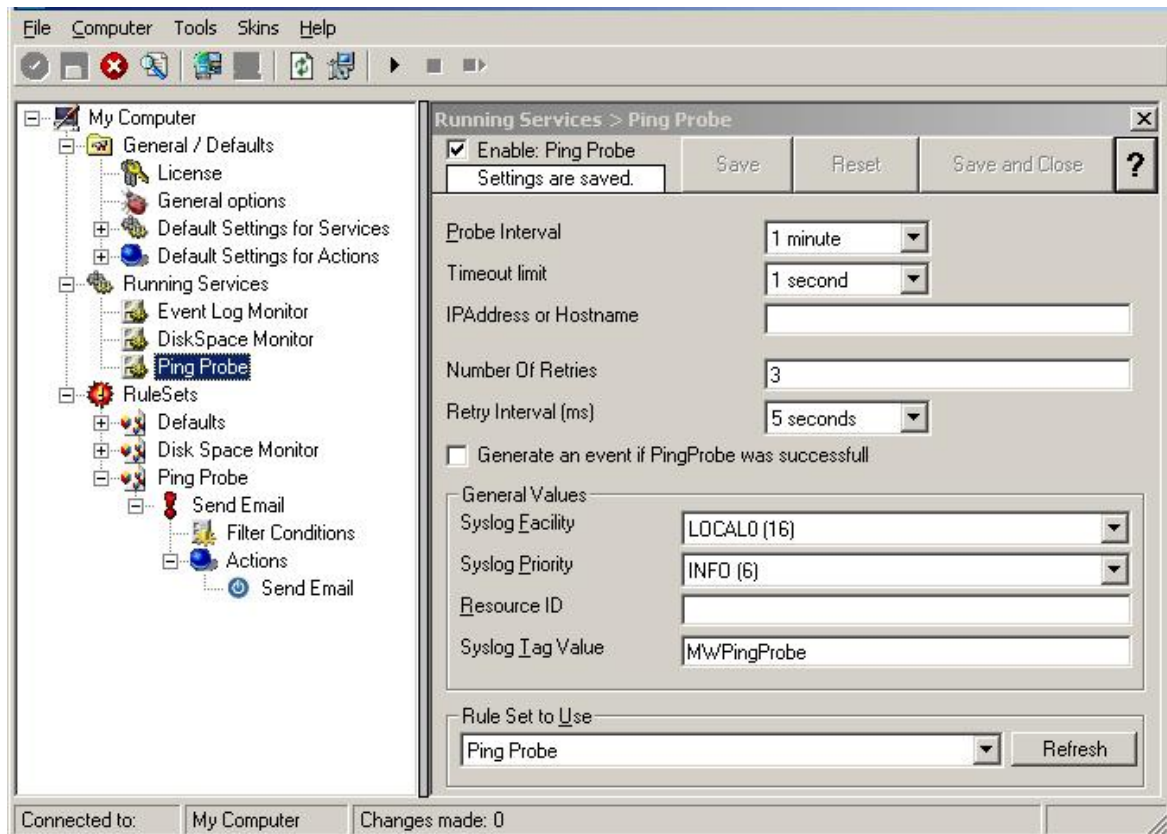 File Computer Tools Skins Help
My Computer
General / Defaults
License
General options
Default Settings for Services
Default Settings for Actions
Running Services
Event Log Monitor
DiskSpace Monitor
Ping Probe
RuleSets
Defaults
Disk Space Monitor
Ping Probe
Send Email
Filter Conditions
Actions
Send Email
Running Services > Ping Probe
Enable: Ping Probe
Settings are saved.
Save Reset Save and Close ?
Probe Interval 1 minute
Timeout limit 1 second
IPAddress or Hostname
Number Of Retries 3
Retry Interval (ms) 5 seconds
Generate an event if PingProbe was successfull
General Values
Syslog Facility LOCAL0 (16)
Syslog Priority INFO (6)
Resource ID
Syslog Tag Value MWPingProbe
Rule Set to Use
Ping Probe Refresh
Connected to: My Computer Changes made: 0